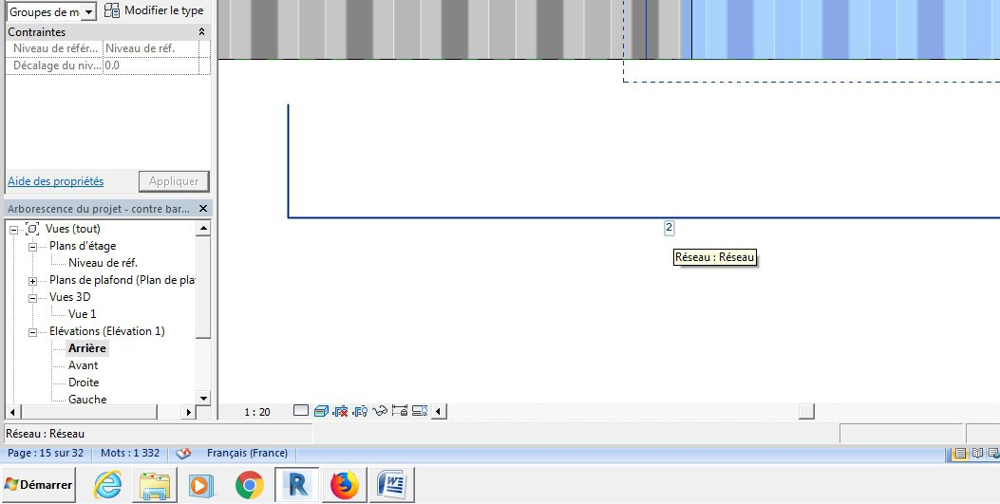 Groupes de m
Modifier le type
Contraintes
Niveau de référ... Niveau de réf.
Décalage du niv... 0.0
Aide des propriétés
Appliquer
Arborescence du projet - contre bar...
Vues (tout)
Plans d'étage
Niveau de réf.
Plans de plafond (Plan de pla
Vues 3D
Vue 1
Elévations (Elévation 1)
Arrière
Avant
Droite
Gauche
2
Réseau : Réseau
1 : 20
Réseau : Réseau
Page : 15 sur 32 Mots : 1 332 Français (France)
Démarrer